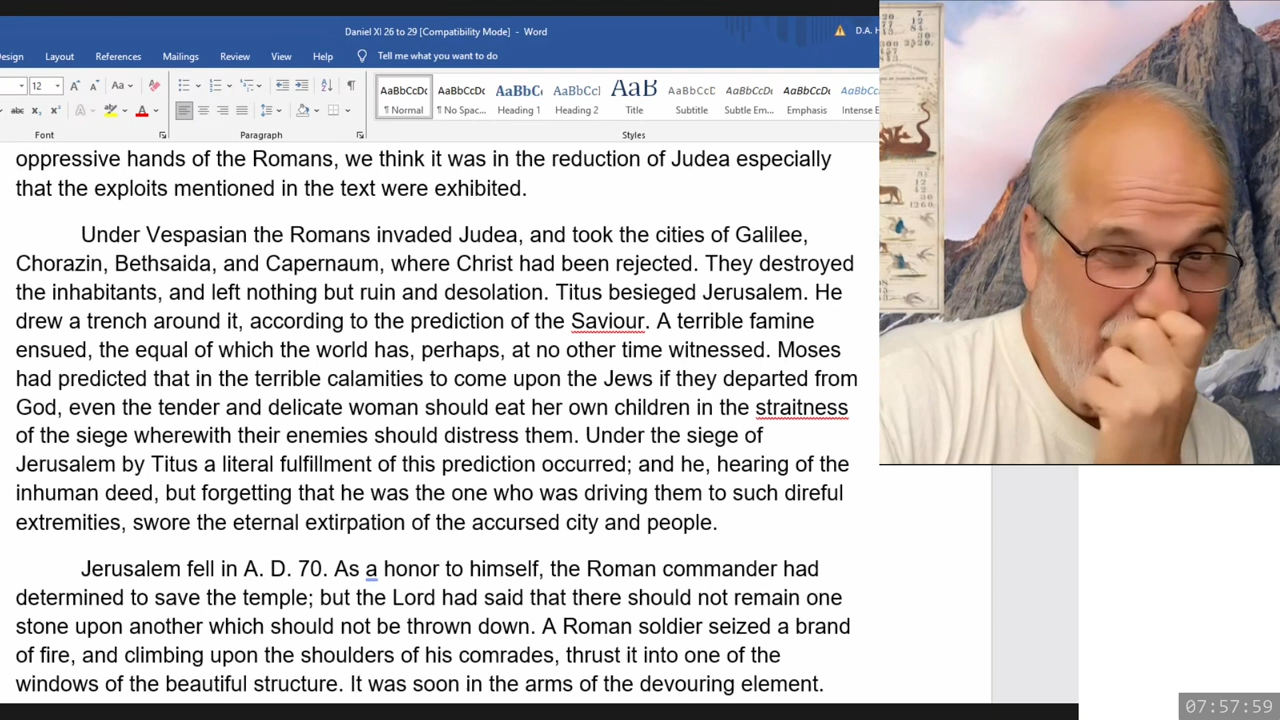 Daniel XI 26 to 29 [Compatibility Mode] - Word
D.A. H
esign Layout References Mailings Review View Help Tell me what you want to do
12 Aa
AaBbCcDc AaBbCcDc AaBbC AaBbCcI AaB AaBbCcD AaBbCcDc AaBbCcDc AaBbCcDc
¶ Normal ¶ No Spac... Heading 1 Heading 2 Title Subtitle Subtle Em... Emphasis Intense E
Font Paragraph Styles
oppressive hands of the Romans, we think it was in the reduction of Judea especially
that the exploits mentioned in the text were exhibited.
Under Vespasian the Romans invaded Judea, and took the cities of Galilee,
Chorazin, Bethsaida, and Capernaum, where Christ had been rejected. They destroyed
the inhabitants, and left nothing but ruin and desolation. Titus besieged Jerusalem. He
drew a trench around it, according to the prediction of the Saviour. A terrible famine
ensued, the equal of which the world has, perhaps, at no other time witnessed. Moses
had predicted that in the terrible calamities to come upon the Jews if they departed from
God, even the tender and delicate woman should eat her own children in the straitness
of the siege wherewith their enemies should distress them. Under the siege of
Jerusalem by Titus a literal fulfillment of this prediction occurred; and he, hearing of the
inhuman deed, but forgetting that he was the one who was driving them to such direful
extremities, swore the eternal extirpation of the accursed city and people.
Jerusalem fell in A. D. 70. As a honor to himself, the Roman commander had
determined to save the temple; but the Lord had said that there should not remain one
stone upon another which should not be thrown down. A Roman soldier seized a brand
of fire, and climbing upon the shoulders of his comrades, thrust it into one of the
windows of the beautiful structure. It was soon in the arms of the devouring element.
07:57:59